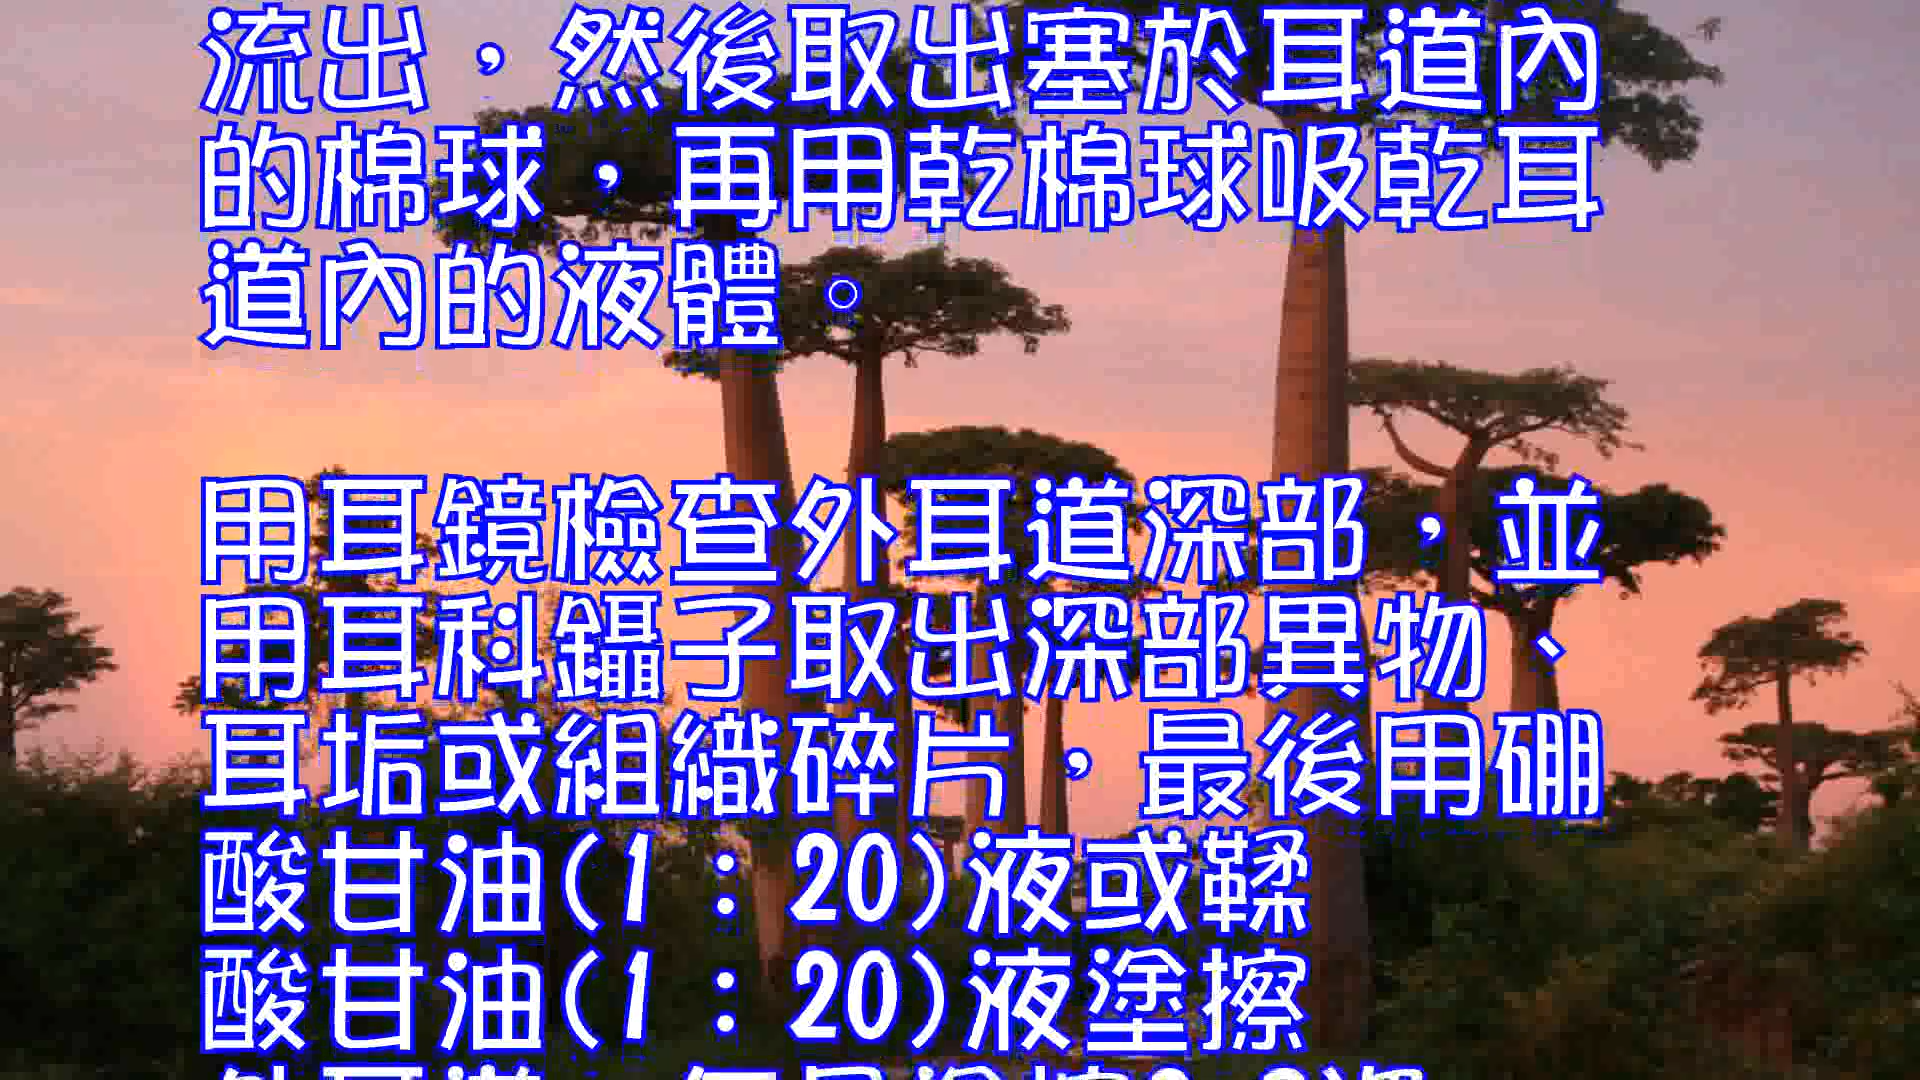 流出，然後取出塞於耳道內
的棉球，再用乾棉球吸乾耳
道內的液體。
用耳鏡檢查外耳道深部，並
用耳科鑷子取出深部異物、
耳垢或組織碎片，最後用硼
酸甘油(1：20)液或鞣
酸甘油(1：20)液塗擦